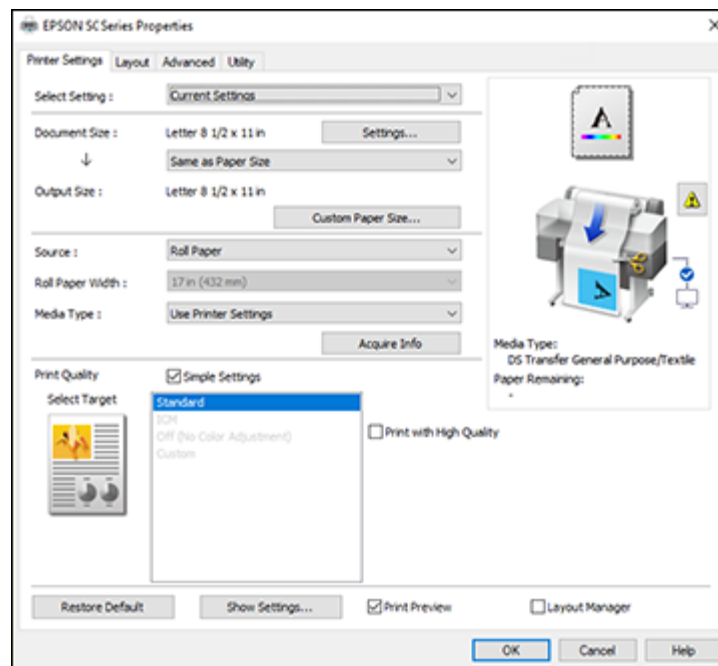 EPSON SC Series Properties
Printer Settings Layout Advanced Utility
Select Setting : Current Settings
Document Size : Letter 8 1/2 x 11 in Settings...
Same as Paper Size
Output Size : Letter 8 1/2 x 11 in
Custom Paper Size...
Source : Roll Paper
Roll Paper Width : 17 in (432 mm)
Media Type : Use Printer Settings
Acquire Info
A
Media Type:
DS Transfer General Purpose/Textile
Paper Remaining:
-
Print Quality Simple Settings
Select Target
Standard
ICM
Off (No Color Adjustment)
Custom
Print with High Quality
Restore Default Show Settings... Print Preview Layout Manager
OK Cancel Help